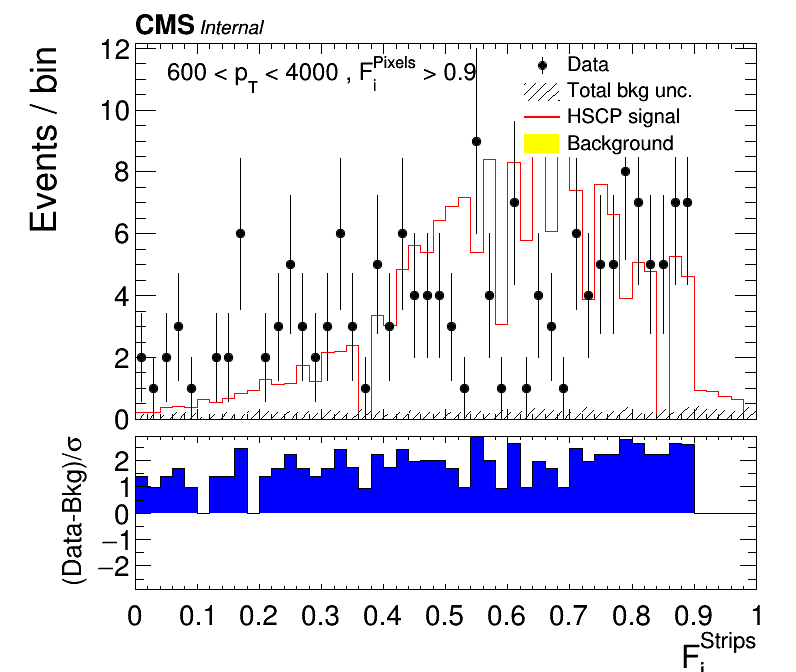 CMS Internal
600 < p_T < 4000 , F_i^Pixels > 0.9
Data
Total bkg unc.
HSCP signal
Background
Events / bin
12
10
8
6
4
2
0
(Data-Bkg)/σ
2
1
0
−1
−2
0 0.1 0.2 0.3 0.4 0.5 0.6 0.7 0.8 0.9 1
F_i^Strips